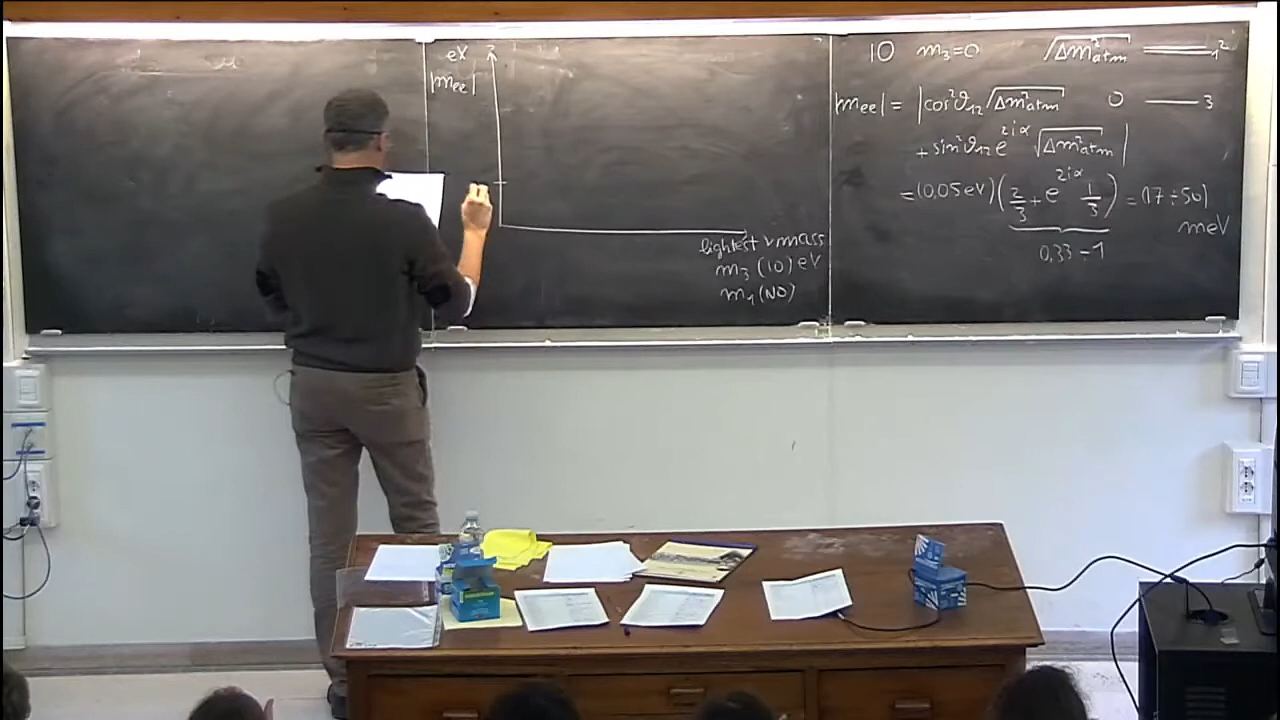 eV
|mee|
lightest ν mass
m₃ (IO) eV
m₁ (NO)
IO m₃=0 √Δm²atm 1 2
|mee| = |cos²ϑ₁₂ √Δm²atm 0 3
+ sin²ϑ₁₂ e^{2iα} √Δm²atm|
= (0,05 eV) (2/3 + e^{2iα} 1/3) = (17÷50)
meV
0,33 ÷ 1